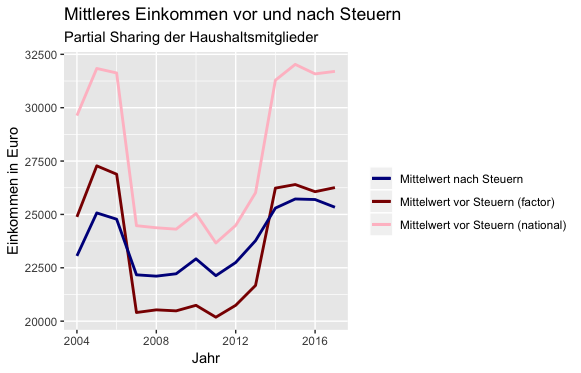 Mittleres Einkommen vor und nach Steuern
Partial Sharing der Haushaltsmitglieder
Einkommen in Euro
32500
30000
27500
25000
22500
20000
2004 2008 2012 2016
Jahr
Mittelwert nach Steuern
Mittelwert vor Steuern (factor)
Mittelwert vor Steuern (national)